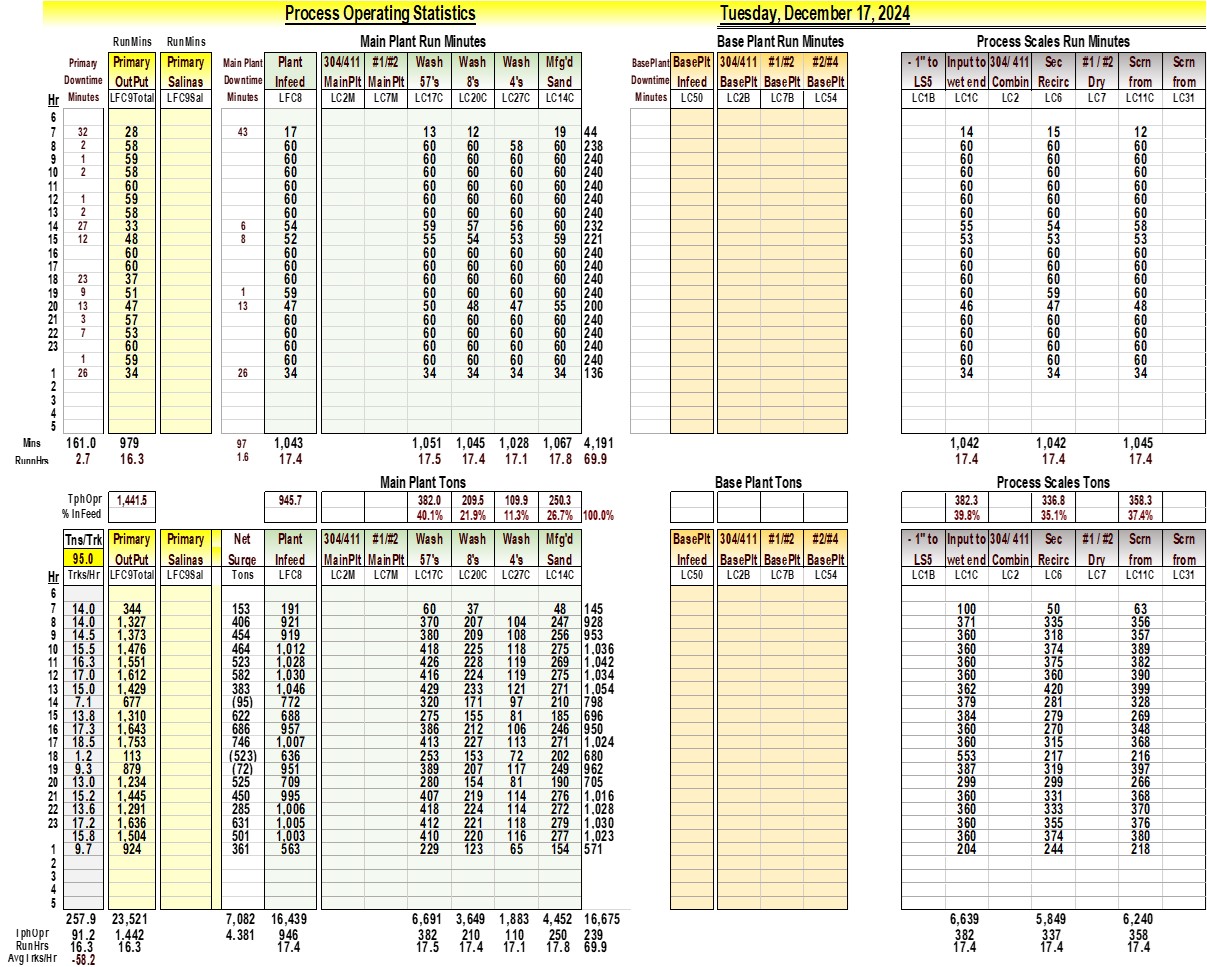 Process Operating Statistics Tuesday, December 17, 2024
RunMins RunMins Main Plant Run Minutes Base Plant Run Minutes Process Scales Run Minutes
Primary Primary Primary Main Plant Plant 304/411 #1/#2 Wash Wash Wash Mfg'd BasePlant BasePlt 304/411 #1/#2 #2/#4 - 1" to Input to 304/ 411 Sec #1 / #2 Scrn Scrn
Downtime OutPut Salinas Downtime Infeed MainPlt MainPlt 57's 8's 4's Sand Downtime Infeed BasePlt BasePlt BasePlt LS5 wet end Combin Recirc Dry from from
Hr Minutes LFC9Total LFC9Sal Minutes LFC8 LC2M LC7M LC17C LC20C LC27C LC14C Minutes LC50 LC2B LC7B LC54 LC1B LC1C LC2 LC6 LC7 LC11C LC31
6
7 32 28 43 17 13 12 19 44 14 15 12
8 2 58 60 60 60 58 60 238 60 60 60
9 1 59 60 60 60 60 60 240 60 60 60
10 2 58 60 60 60 60 60 240 60 60 60
11 60 60 60 60 60 60 240 60 60 60
12 1 59 60 60 60 60 60 240 60 60 60
13 2 58 60 60 60 60 60 240 60 60 60
14 27 33 6 54 59 57 56 60 232 60 54 58
15 12 48 8 52 55 54 53 59 221 53 53 53
16 60 60 60 60 60 60 240 60 60 60
17 60 60 60 60 60 60 240 60 60 60
18 23 37 60 60 60 60 60 240 60 60 60
19 9 51 1 59 60 60 60 60 240 60 59 60
20 13 47 13 47 50 48 47 55 200 46 47 48
21 3 57 60 60 60 60 60 240 60 60 60
22 7 53 60 60 60 60 60 240 60 60 60
23 60 60 60 60 60 60 240 60 60 60
1 59 60 60 60 60 60 240 60 60 60
1 26 34 26 34 34 34 34 34 136 34 34 34
2
3
4
5
Mins 161.0 979 97 1,043 1,051 1,045 1,028 1,067 4,191 1,042 1,042 1,045
RunnHrs 2.7 16.3 1.6 17.4 17.5 17.4 17.1 17.8 69.9 17.4 17.4 17.4
Main Plant Tons Base Plant Tons Process Scales Tons
TphOpr 1,441.5 945.7 382.0 209.5 109.9 250.3 382.3 336.8 358.3
% InFeed 40.1% 21.9% 11.3% 26.7% 100.0% 39.8% 35.1% 37.4%
Tns/Trk Primary Primary Net Plant 304/411 #1/#2 Wash Wash Wash Mfg'd BasePlt 304/411 #1/#2 #2/#4 - 1" to Input to 304/ 411 Sec #1 / #2 Scrn Scrn
95.0 OutPut Salinas Surge Infeed MainPlt MainPlt 57's 8's 4's Sand Infeed BasePlt BasePlt BasePlt LS5 wet end Combin Recirc Dry from from
Hr Trks/Hr LFC9Total LFC9Sal Tons LFC8 LC2M LC7M LC17C LC20C LC27C LC14C LC50 LC2B LC7B LC54 LC1B LC1C LC2 LC6 LC7 LC11C LC31
6
7 14.0 344 153 191 60 37 48 145 100 50 63
8 14.0 1,327 406 921 370 207 104 247 928 371 335 356
9 14.5 1,373 454 919 380 209 108 256 953 360 318 357
10 15.5 1,476 464 1,012 418 225 118 275 1,036 360 374 389
11 16.3 1,551 523 1,028 426 228 119 269 1,042 360 375 382
12 17.0 1,612 582 1,030 416 224 119 275 1,034 360 360 390
13 15.0 1,429 383 1,046 429 233 121 271 1,054 362 420 399
14 7.1 677 (95) 772 320 171 97 210 798 379 281 328
15 13.8 1,310 622 688 275 155 81 185 696 384 279 269
16 17.3 1,643 686 957 386 212 106 246 950 360 270 348
17 18.5 1,753 746 1,007 413 227 113 271 1,024 360 315 368
18 1.2 113 (523) 636 253 153 72 202 680 553 217 216
19 9.3 879 (72) 951 389 207 117 249 962 387 319 397
20 13.0 1,234 525 709 280 154 81 190 705 299 299 266
21 15.2 1,445 450 995 407 219 114 276 1,016 360 331 368
22 13.6 1,291 285 1,006 418 224 114 272 1,028 360 333 370
23 17.2 1,636 631 1,005 412 221 118 279 1,030 360 355 376
15.8 1,504 501 1,003 410 220 116 277 1,023 360 374 380
1 9.7 924 361 563 229 123 65 154 571 204 244 218
2
3
4
5
257.9 23,521 7,082 16,439 6,691 3,649 1,883 4,452 16,675 6,639 5,849 6,240
TphOpr 91.2 1,442 4,381 946 382 210 110 250 239 382 337 358
RunHrs 16.3 16.3 17.4 17.5 17.4 17.1 17.8 69.9 17.4 17.4 17.4
AvgTrks/Hr -58.2